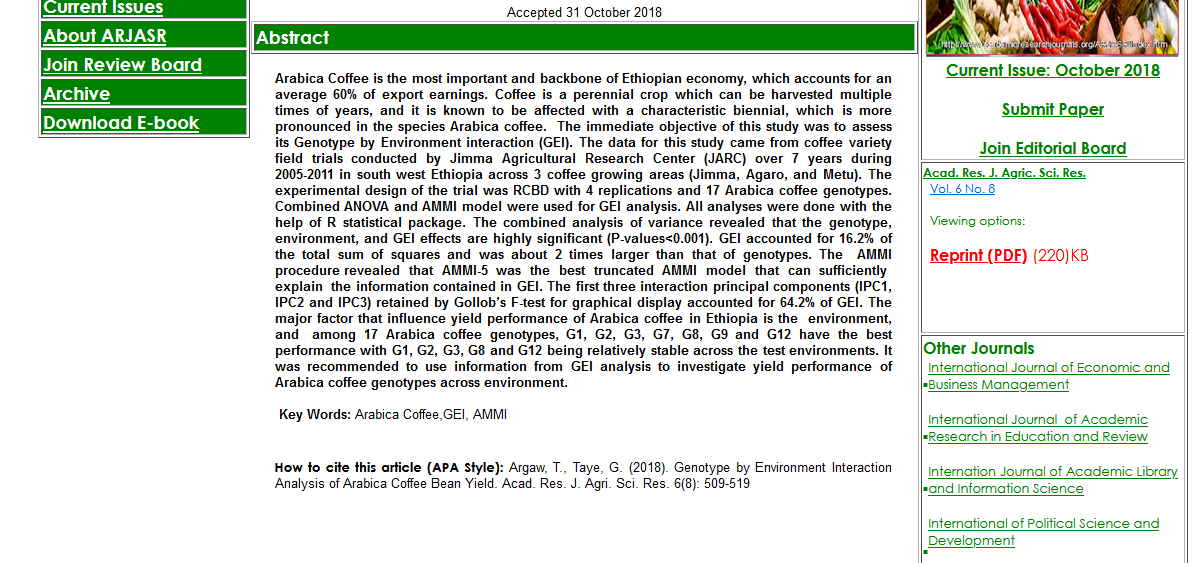 Current Issues
About ARJASR
Join Review Board
Archive
Download E-book
Accepted 31 October 2018
Abstract
Arabica Coffee is the most important and backbone of Ethiopian economy, which accounts for an
average 60% of export earnings. Coffee is a perennial crop which can be harvested multiple
times of years, and it is known to be affected with a characteristic biennial, which is more
pronounced in the species Arabica coffee. The immediate objective of this study was to assess
its Genotype by Environment interaction (GEI). The data for this study came from coffee variety
field trials conducted by Jimma Agricultural Research Center (JARC) over 7 years during
2005-2011 in south west Ethiopia across 3 coffee growing areas (Jimma, Agaro, and Metu). The
experimental design of the trial was RCBD with 4 replications and 17 Arabica coffee genotypes.
Combined ANOVA and AMMI model were used for GEI analysis. All analyses were done with the
help of R statistical package. The combined analysis of variance revealed that the genotype,
environment, and GEI effects are highly significant (P-values<0.001). GEI accounted for 16.2% of
the total sum of squares and was about 2 times larger than that of genotypes. The AMMI
procedure revealed that AMMI-5 was the best truncated AMMI model that can sufficiently
explain the information contained in GEI. The first three interaction principal components (IPC1,
IPC2 and IPC3) retained by Gollob's F-test for graphical display accounted for 64.2% of GEI. The
major factor that influence yield performance of Arabica coffee in Ethiopia is the environment,
and among 17 Arabica coffee genotypes, G1, G2, G3, G7, G8, G9 and G12 have the best
performance with G1, G2, G3, G8 and G12 being relatively stable across the test environments. It
was recommended to use information from GEI analysis to investigate yield performance of
Arabica coffee genotypes across environment.
Key Words: Arabica Coffee,GEI, AMMI
How to cite this article (APA Style): Argaw, T., Taye, G. (2018). Genotype by Environment Interaction
Analysis of Arabica Coffee Bean Yield. Acad. Res. J. Agri. Sci. Res. 6(8): 509-519
Current Issue: October 2018
Submit Paper
Join Editorial Board
Acad. Res. J. Agric. Sci. Res.
Vol. 6 No. 8
Viewing options:
Reprint (PDF) (220)KB
Other Journals
International Journal of Economic and
Business Management
International Journal of Academic
Research in Education and Review
Internation Journal of Academic Library
and Information Science
International of Political Science and
Development